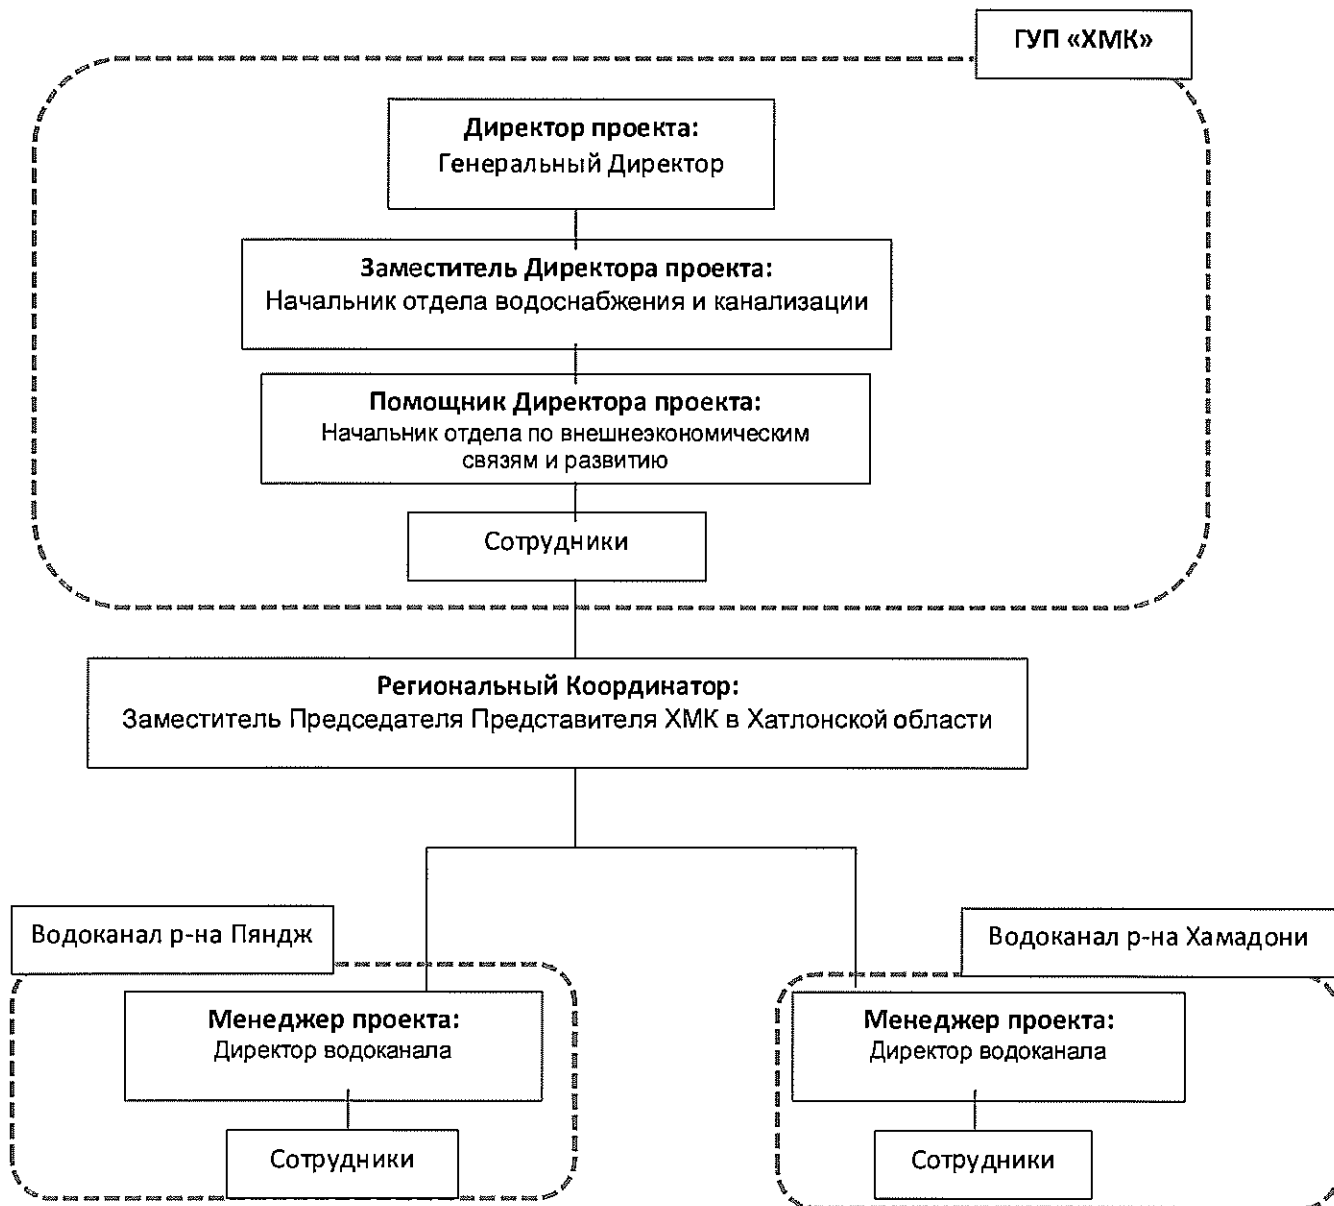 ГУП «ХМК»
Директор проекта:
Генеральный Директор
Заместитель Директора проекта:
Начальник отдела водоснабжения и канализации
Помощник Директора проекта:
Начальник отдела по внешнеэкономическим
связям и развитию
Сотрудники
Региональный Координатор:
Заместитель Председателя Представителя ХМК в Хатлонской области
Водоканал р-на Пяндж
Водоканал р-на Хамадони
Менеджер проекта:
Директор водоканала
Менеджер проекта:
Директор водоканала
Сотрудники
Сотрудники